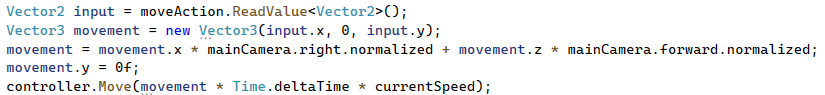 Vector2 input = moveAction.ReadValue<Vector2>();
Vector3 movement = new Vector3(input.x, 0, input.y);
movement = movement.x * mainCamera.right.normalized + movement.z * mainCamera.forward.normalized;
movement.y = 0f;
controller.Move(movement * Time.deltaTime * currentSpeed);